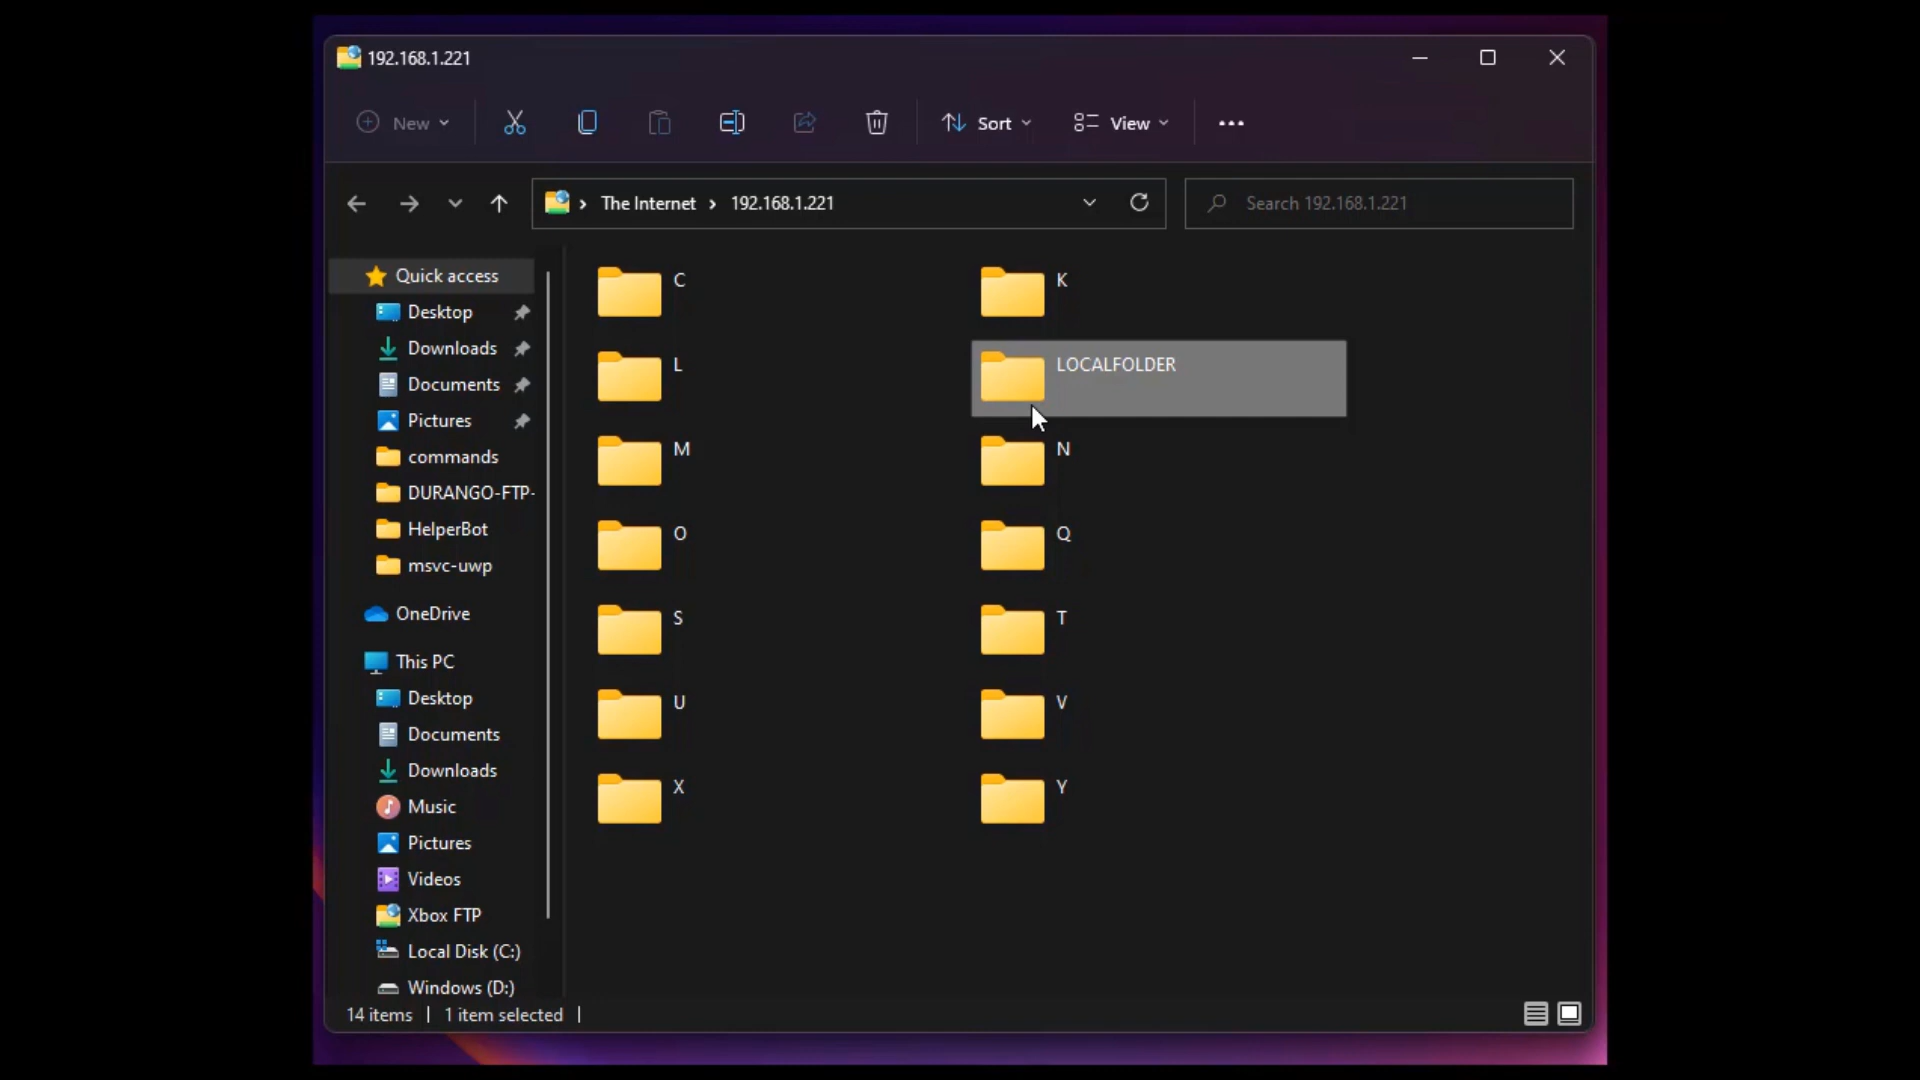 192.168.1.221
New
Sort
View
The Internet > 192.168.1.221
Search 192.168.1.221
Quick access
Desktop
Downloads
Documents
Pictures
commands
DURANGO-FTP-
HelperBot
msvc-uwp
OneDrive
This PC
Desktop
Documents
Downloads
Music
Pictures
Videos
Xbox FTP
Local Disk (C:)
Windows (D:)
C
K
L
LOCALFOLDER
M
N
O
Q
S
T
U
V
X
Y
14 items | 1 item selected |